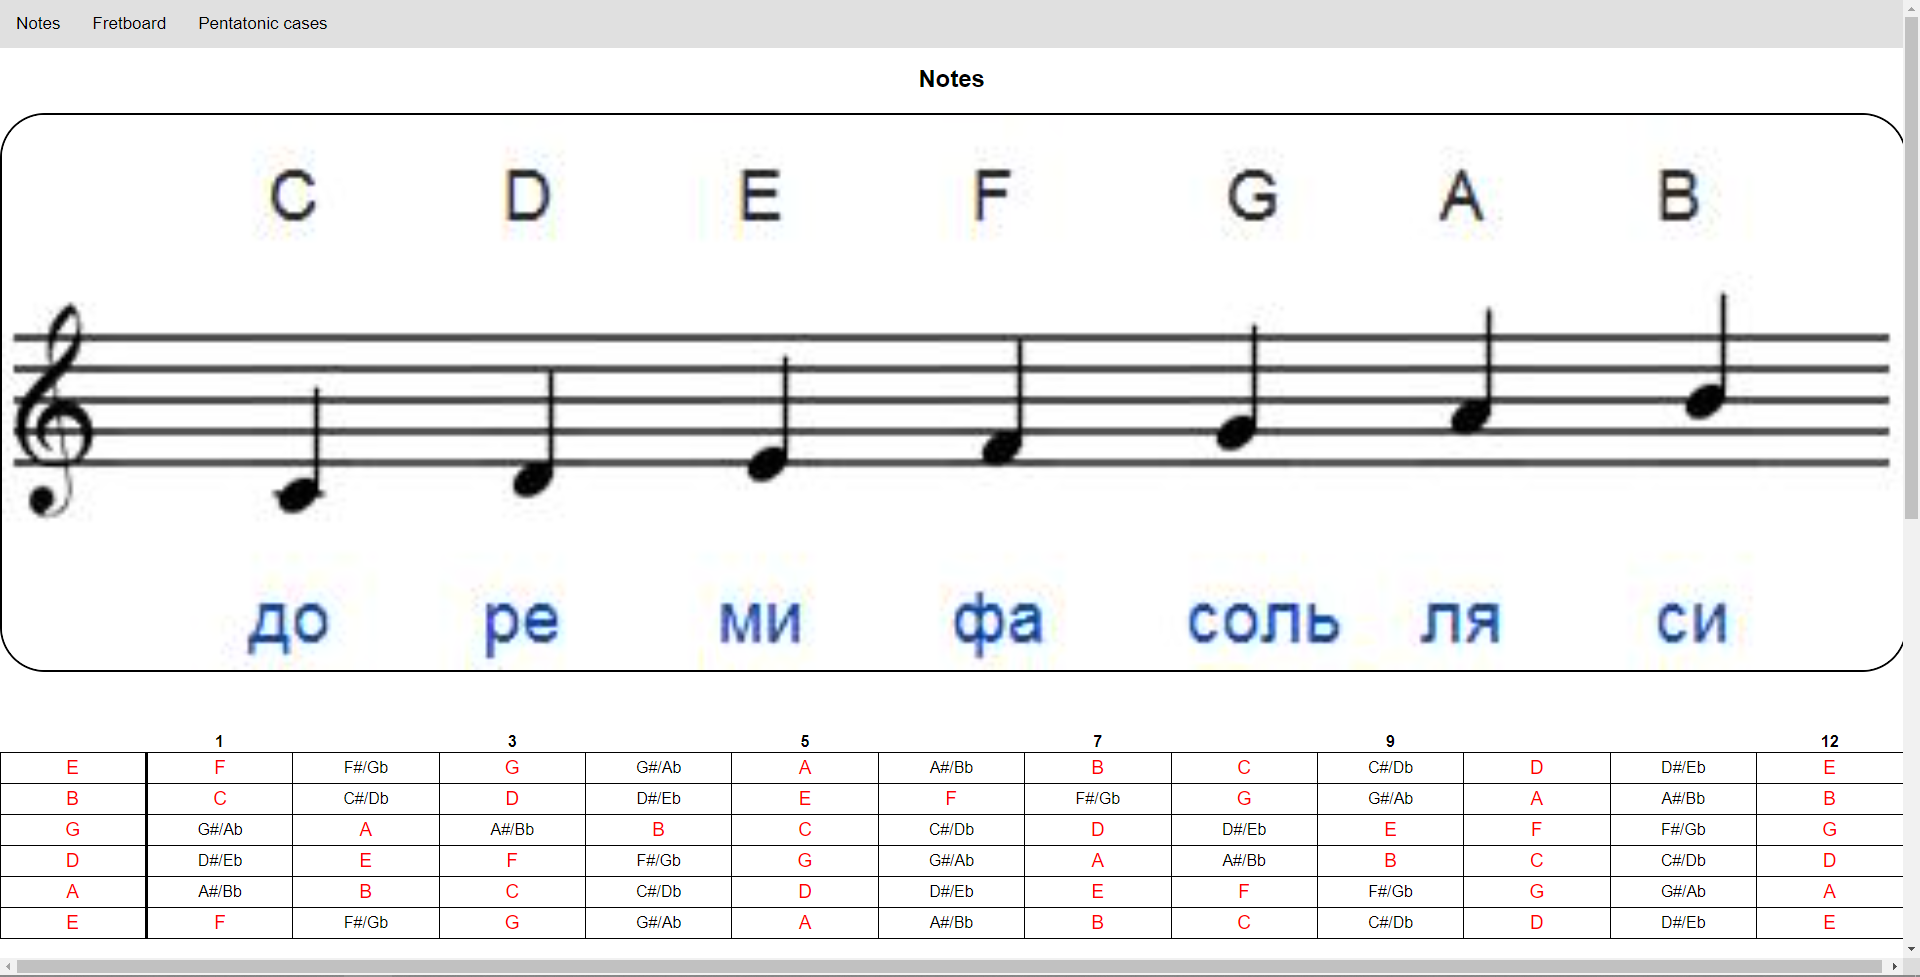 Notes Fretboard Pentatonic cases
Notes
C D E F G A B
до ре ми фа соль ля си
1 3 5 7 9 12
E F F#/Gb G G#/Ab A A#/Bb B C C#/Db D D#/Eb E
B C C#/Db D D#/Eb E F F#/Gb G G#/Ab A A#/Bb B
G G#/Ab A A#/Bb B C C#/Db D D#/Eb E F F#/Gb G
D D#/Eb E F F#/Gb G G#/Ab A A#/Bb B C C#/Db D
A A#/Bb B C C#/Db D D#/Eb E F F#/Gb G G#/Ab A
E F F#/Gb G G#/Ab A A#/Bb B C C#/Db D D#/Eb E